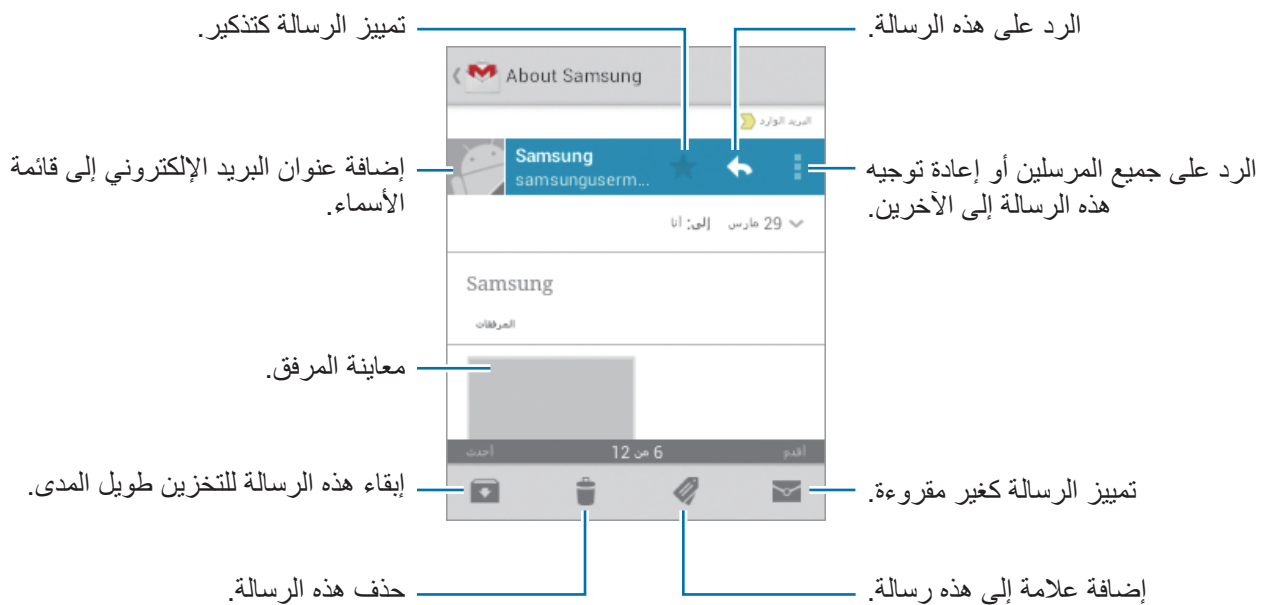 الرد على هذه الرسالة.
تمييز الرسالة كتذكير.
About Samsung
البريد الوارد
Samsung
samsunguserm...
الرد على جميع المرسلين أو إعادة توجيه
هذه الرسالة إلى الآخرين.
إضافة عنوان البريد الإلكتروني إلى قائمة
الأسماء.
29 مارس إلى: أنا
Samsung
المرفقات
معاينة المرفق.
أقدم
6 من 12
أحدث
تمييز الرسالة كغير مقروءة.
إبقاء هذه الرسالة للتخزين طويل المدى.
إضافة علامة إلى هذه رسالة.
حذف هذه الرسالة.